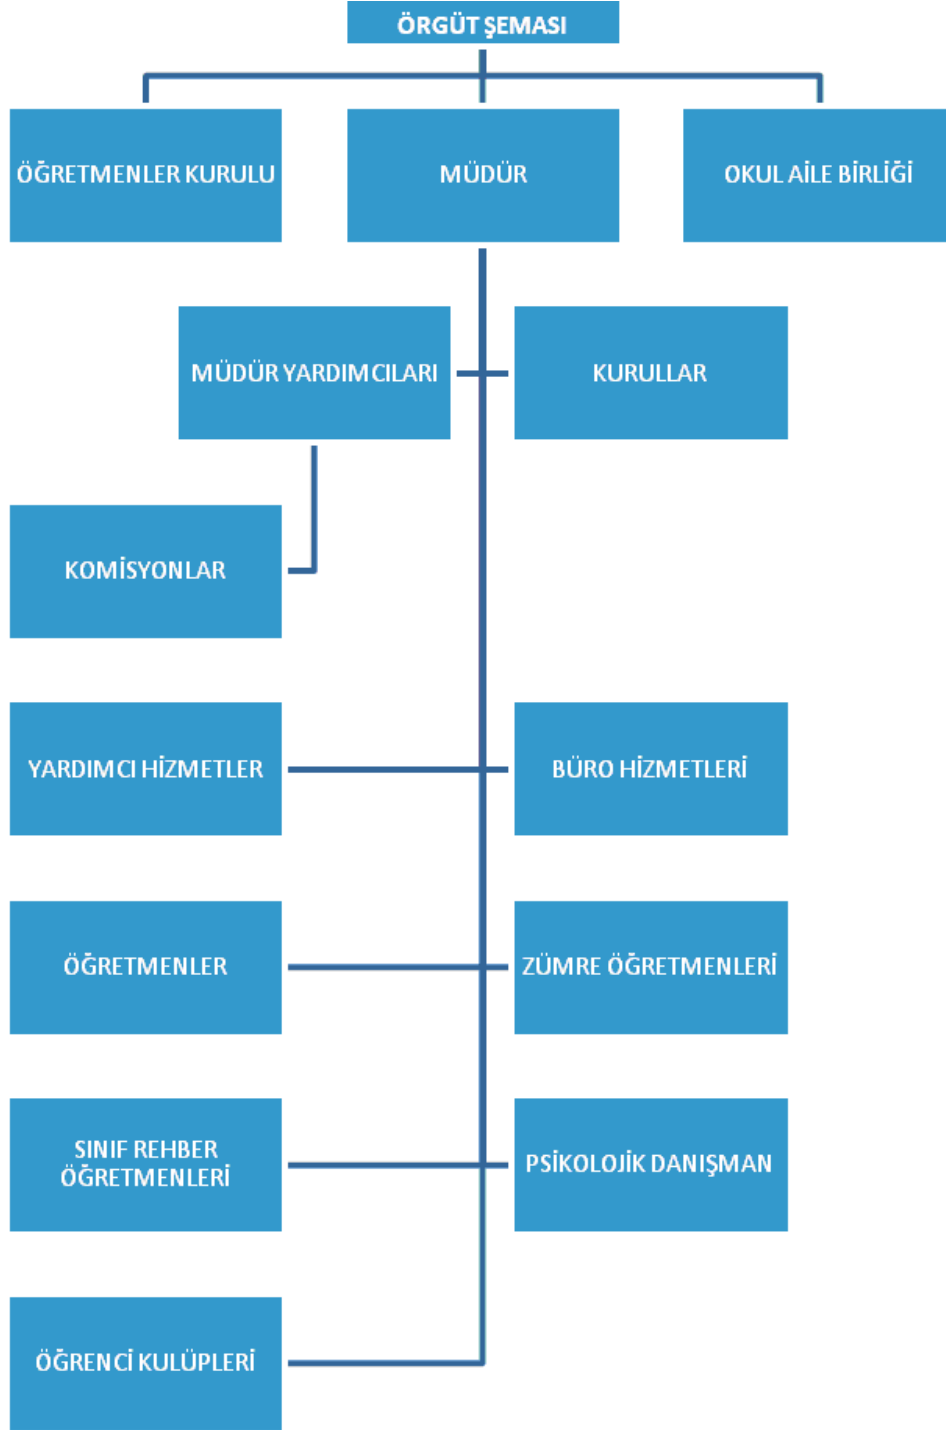 ÖRGÜT ŞEMASI
ÖĞRETMENLER KURULU
MÜDÜR
OKUL AİLE BİRLİĞİ
MÜDÜR YARDIMCILARI
KURULLAR
KOMİSYONLAR
YARDIMCI HİZMETLER
BÜRO HİZMETLERİ
ÖĞRETMENLER
ZÜMRE ÖĞRETMENLERİ
SINIF REHBER
ÖĞRETMENLERİ
PSİKOLOJİK DANIŞMAN
ÖĞRENCİ KULÜPLERİ